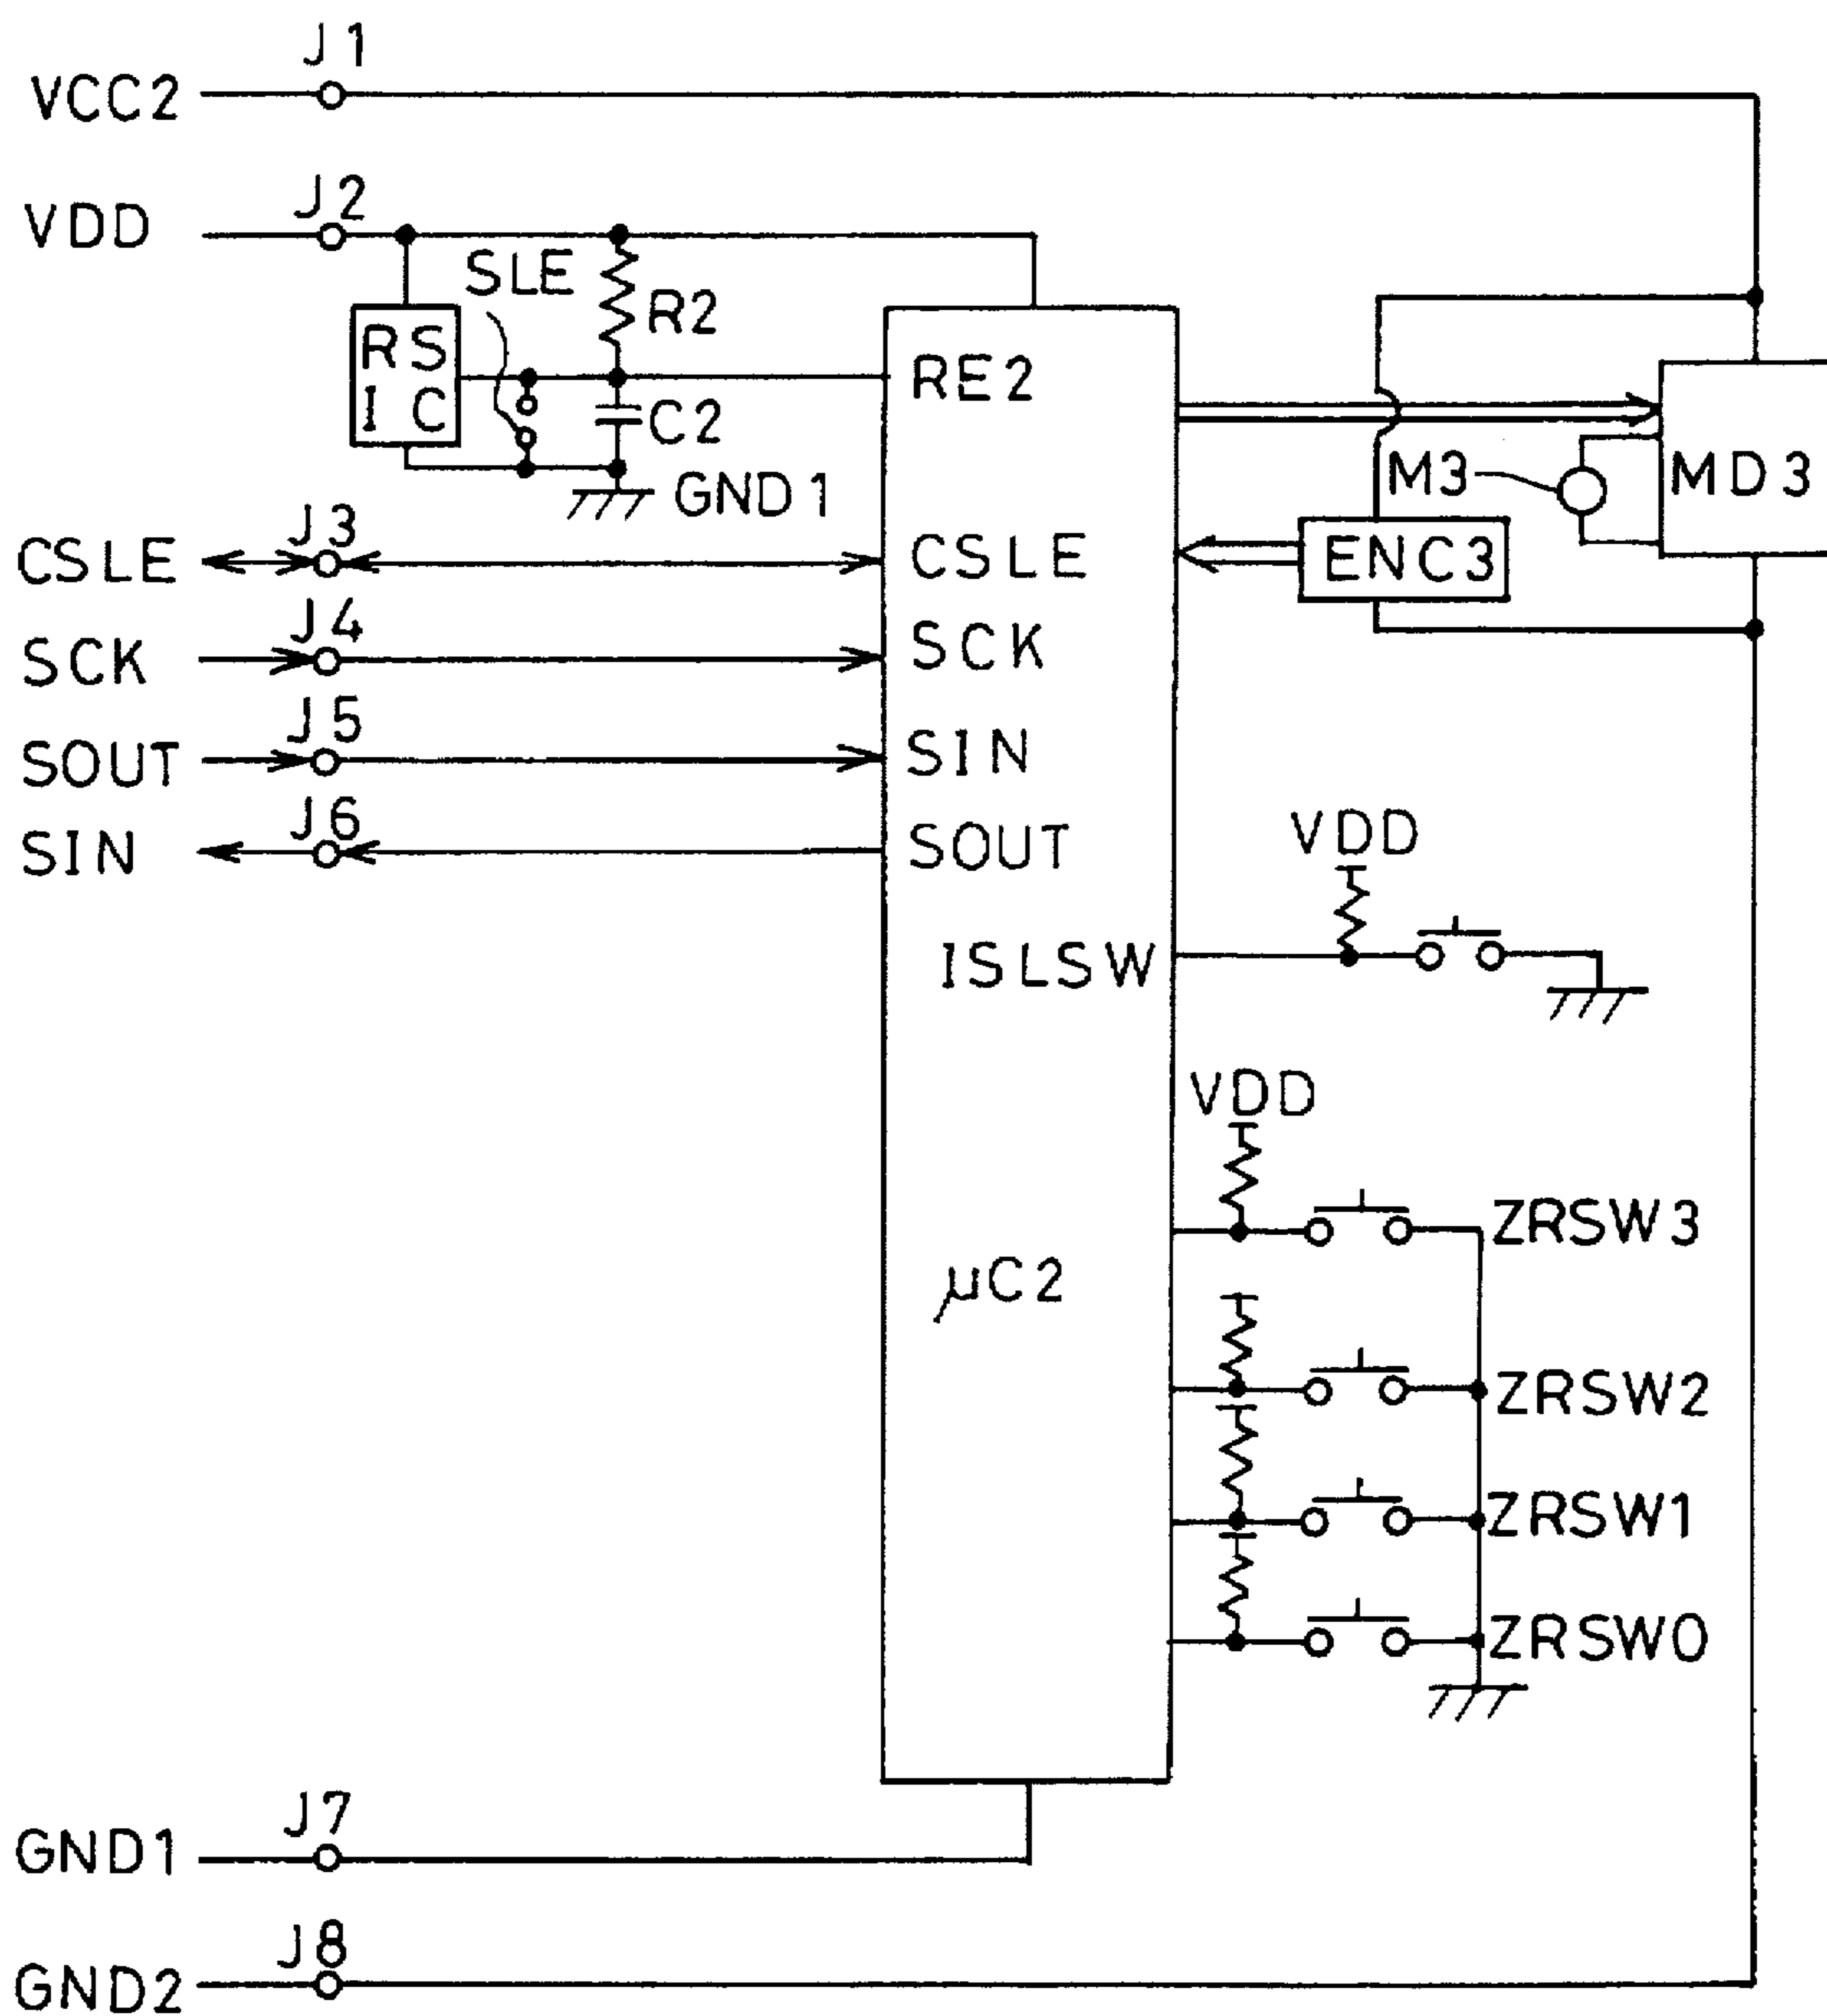 J1
VCC2
J2
VDD
SLE
R2
RS
IC
RE2
C2
GND1
M3
MD3
J3
CSLE
CSLE
ENC3
J4
SCK
SCK
J5
SOUT
SIN
J6
SIN
SOUT
VDD
ISLSW
VDD
ZRSW3
μC2
ZRSW2
ZRSW1
ZRSW0
J7
GND1
J8
GND2